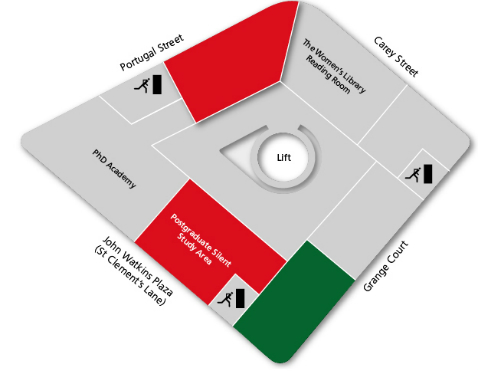 Portugal Street
Carey Street
The Women's Library
Reading Room
Lift
PhD Academy
Postgraduate Silent
Study Area
John Watkins Plaza
(St Clement's Lane)
Grange Court